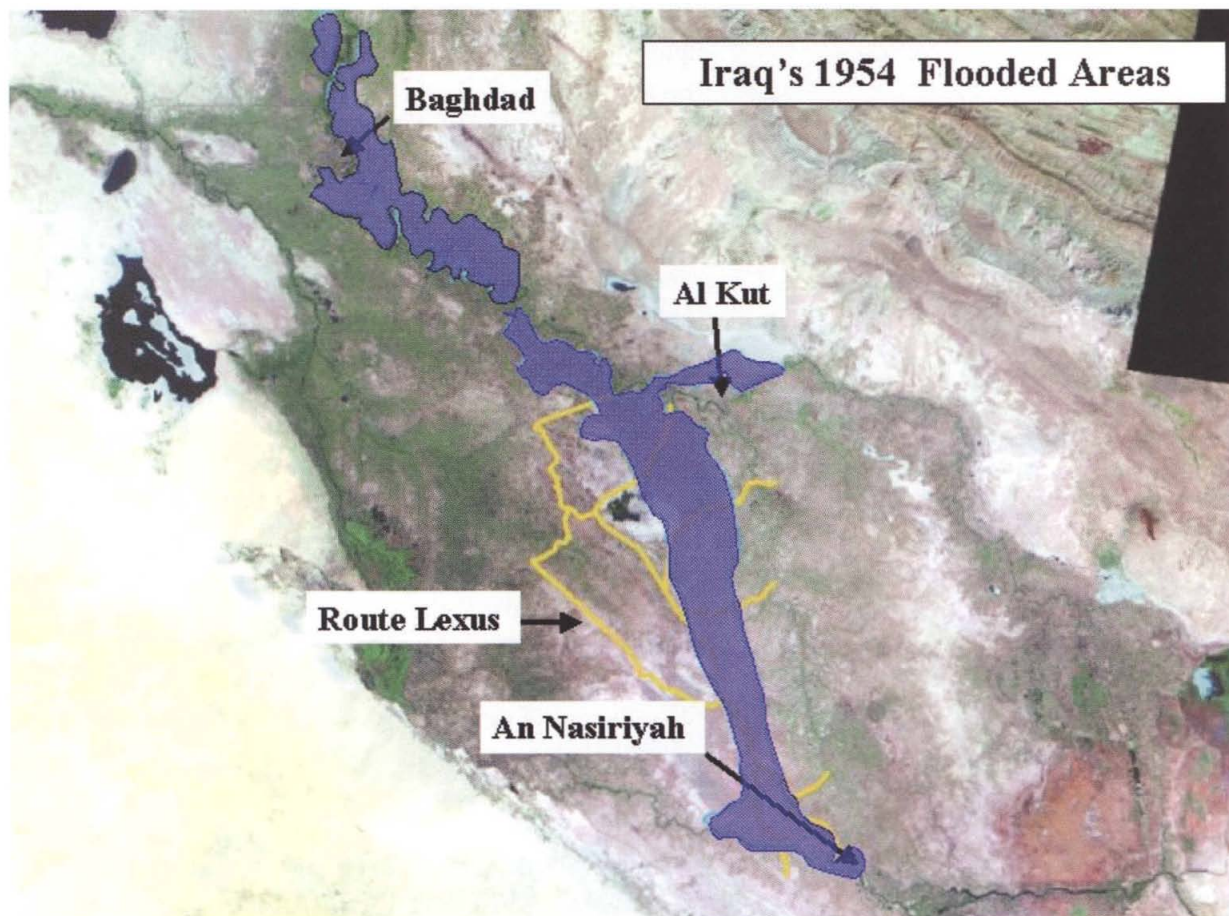 Iraq's 1954 Flooded Areas
Baghdad
Al Kut
Route Lexus
An Nasiriyah